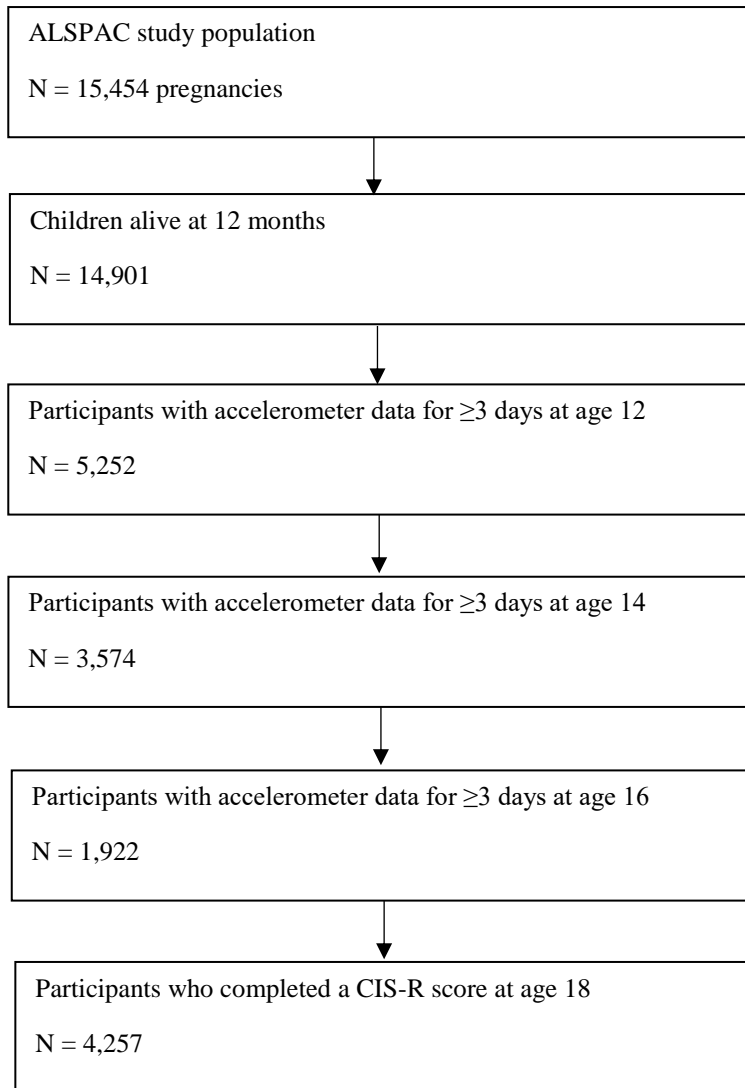 ALSPAC study population
N = 15,454 pregnancies
Children alive at 12 months
N = 14,901
Participants with accelerometer data for ≥3 days at age 12
N = 5,252
Participants with accelerometer data for ≥3 days at age 14
N = 3,574
Participants with accelerometer data for ≥3 days at age 16
N = 1,922
Participants who completed a CIS-R score at age 18
N = 4,257